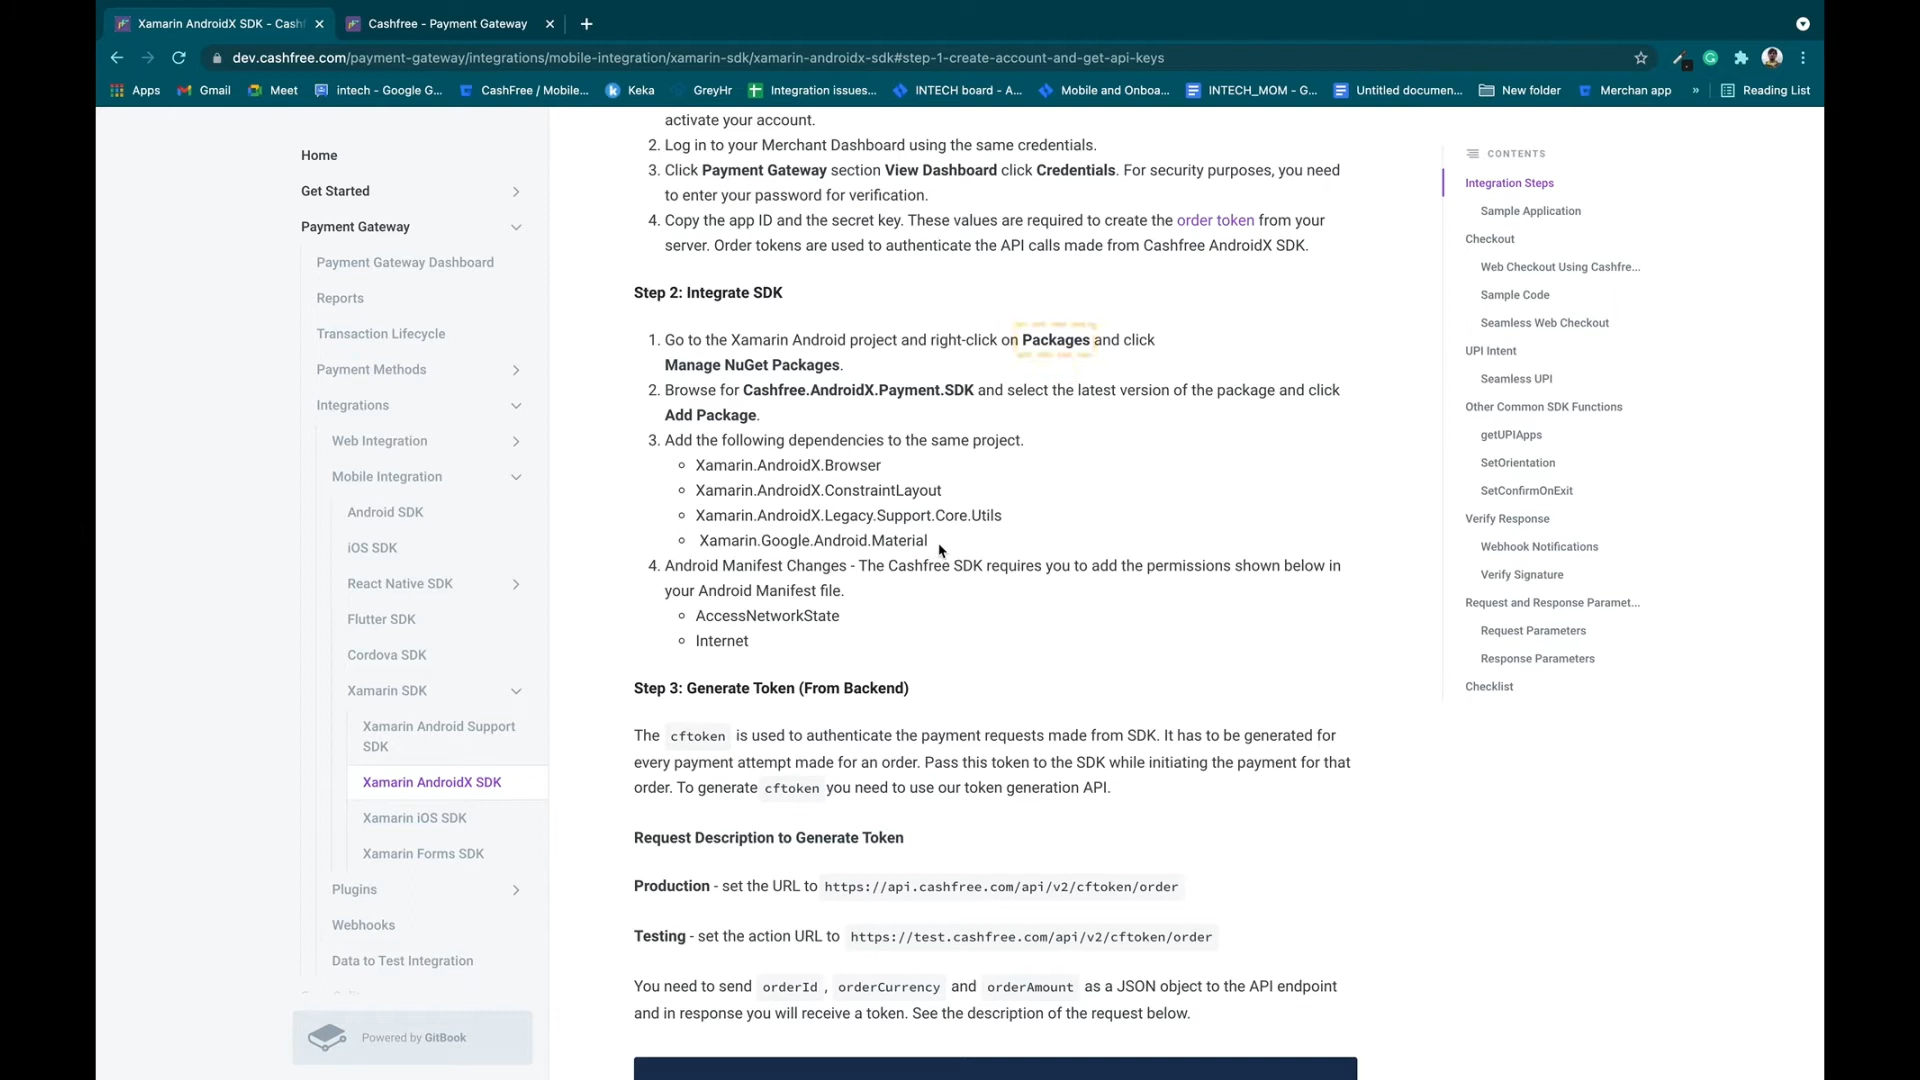 Xamarin AndroidX SDK - Cash
Cashfree - Payment Gateway
dev.cashfree.com/payment-gateway/integrations/mobile-integration/xamarin-sdk/xamarin-androidx-sdk#step-1-create-account-and-get-api-keys
Apps
Gmail
Meet
intech - Google G...
CashFree / Mobile...
Keka
GreyHr
Integration issues...
INTECH board - A...
Mobile and Onboa...
INTECH_MOM - G...
Untitled documen...
New folder
Merchan app
»
Reading List
Home
Get Started
Payment Gateway
Payment Gateway Dashboard
Reports
Transaction Lifecycle
Payment Methods
Integrations
Web Integration
Mobile Integration
Android SDK
iOS SDK
React Native SDK
Flutter SDK
Cordova SDK
Xamarin SDK
Xamarin Android Support
SDK
Xamarin AndroidX SDK
Xamarin iOS SDK
Xamarin Forms SDK
Plugins
Webhooks
Data to Test Integration
Powered by GitBook
activate your account.
2. Log in to your Merchant Dashboard using the same credentials.
3. Click Payment Gateway section View Dashboard click Credentials. For security purposes, you need
to enter your password for verification.
4. Copy the app ID and the secret key. These values are required to create the order token from your
server. Order tokens are used to authenticate the API calls made from Cashfree AndroidX SDK.
Step 2: Integrate SDK
1. Go to the Xamarin Android project and right-click on Packages and click
Manage NuGet Packages.
2. Browse for Cashfree.AndroidX.Payment.SDK and select the latest version of the package and click
Add Package.
3. Add the following dependencies to the same project.
Xamarin.AndroidX.Browser
Xamarin.AndroidX.ConstraintLayout
Xamarin.AndroidX.Legacy.Support.Core.Utils
Xamarin.Google.Android.Material
4. Android Manifest Changes - The Cashfree SDK requires you to add the permissions shown below in
your Android Manifest file.
AccessNetworkState
Internet
Step 3: Generate Token (From Backend)
The cftoken is used to authenticate the payment requests made from SDK. It has to be generated for
every payment attempt made for an order. Pass this token to the SDK while initiating the payment for that
order. To generate cftoken you need to use our token generation API.
Request Description to Generate Token
Production - set the URL to https://api.cashfree.com/api/v2/cftoken/order
Testing - set the action URL to https://test.cashfree.com/api/v2/cftoken/order
You need to send orderId , orderCurrency and orderAmount as a JSON object to the API endpoint
and in response you will receive a token. See the description of the request below.
CONTENTS
Integration Steps
Sample Application
Checkout
Web Checkout Using Cashfre...
Sample Code
Seamless Web Checkout
UPI Intent
Seamless UPI
Other Common SDK Functions
getUPIApps
SetOrientation
SetConfirmOnExit
Verify Response
Webhook Notifications
Verify Signature
Request and Response Paramet...
Request Parameters
Response Parameters
Checklist